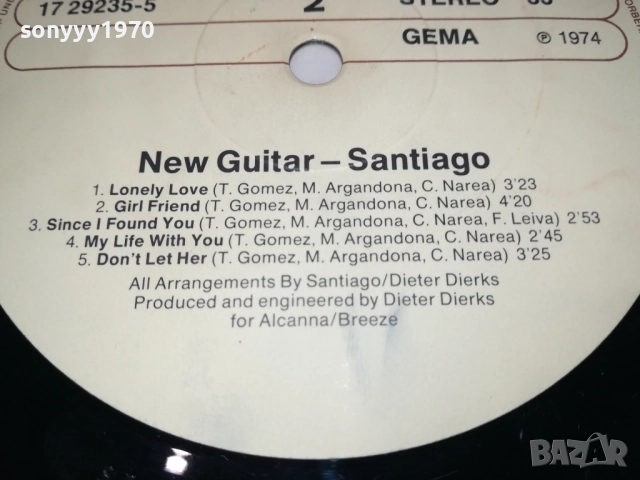 17 29235-5 2 STEREO 33
sonyyy1970
GEMA ℗ 1974
New Guitar – Santiago
1. Lonely Love (T. Gomez, M. Argandona, C. Narea) 3'23
2. Girl Friend (T. Gomez, M. Argandona, C. Narea) 4'20
3. Since I Found You (T. Gomez, M. Argandona, C. Narea, F. Leiva) 2'53
4. My Life With You (T. Gomez, M. Argandona, C. Narea) 2'45
5. Don't Let Her (T. Gomez, M. Argandona, C. Narea) 3'25
All Arrangements By Santiago/Dieter Dierks
Produced and engineered by Dieter Dierks
for Alcanna/Breeze
BAZAR